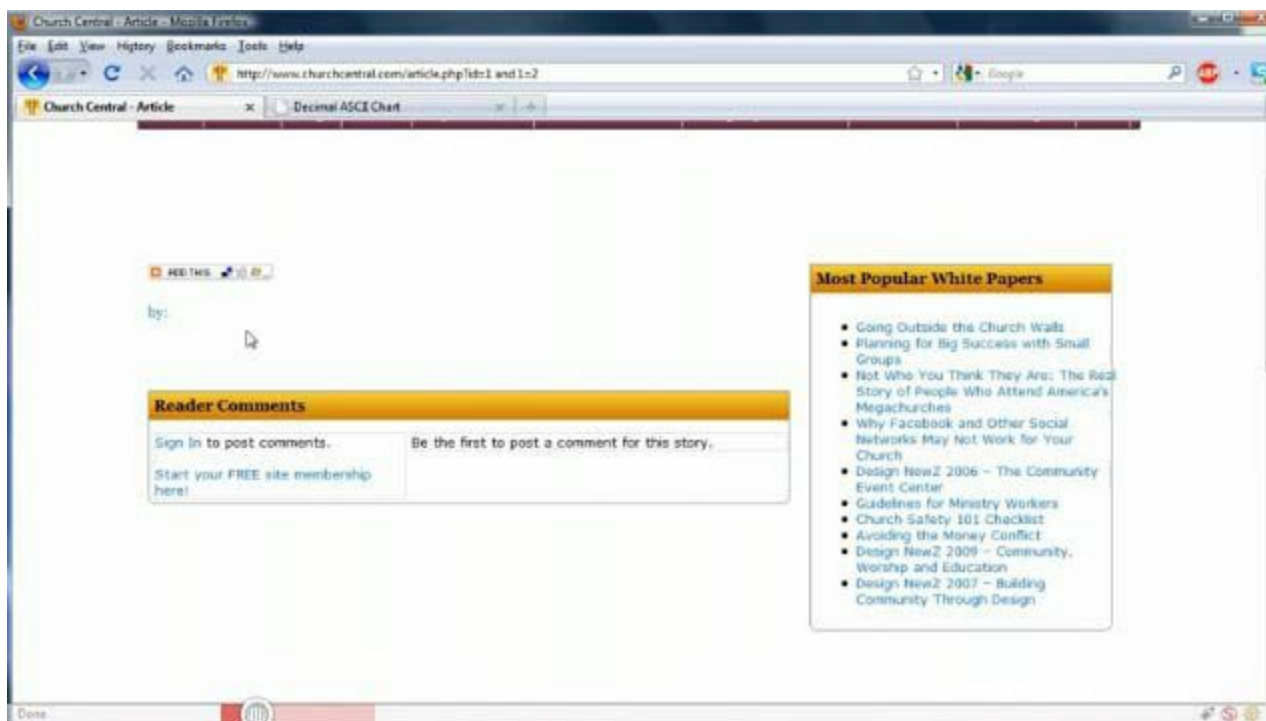 Church Central - Article - Mozilla Firefox
File Edit View History Bookmarks Tools Help
http://www.churchcentral.com/article.php?id=1 and 1=2
Google
ABP
Church Central - Article
Decimal ASCII Chart
ADD THIS
by:
Reader Comments
Sign In to post comments.
Be the first to post a comment for this story.
Start your FREE site membership
here!
Most Popular White Papers
Going Outside the Church Walls
Planning for Big Success with Small
Groups
Not Who You Think They Are: The Real
Story of People Who Attend America's
Megachurches
Why Facebook and Other Social
Networks May Not Work for Your
Church
Design NewZ 2006 – The Community
Event Center
Guidelines for Ministry Workers
Church Safety 101 Checklist
Avoiding the Money Conflict
Design NewZ 2009 – Community,
Worship and Education
Design NewZ 2007 – Building
Community Through Design
Done